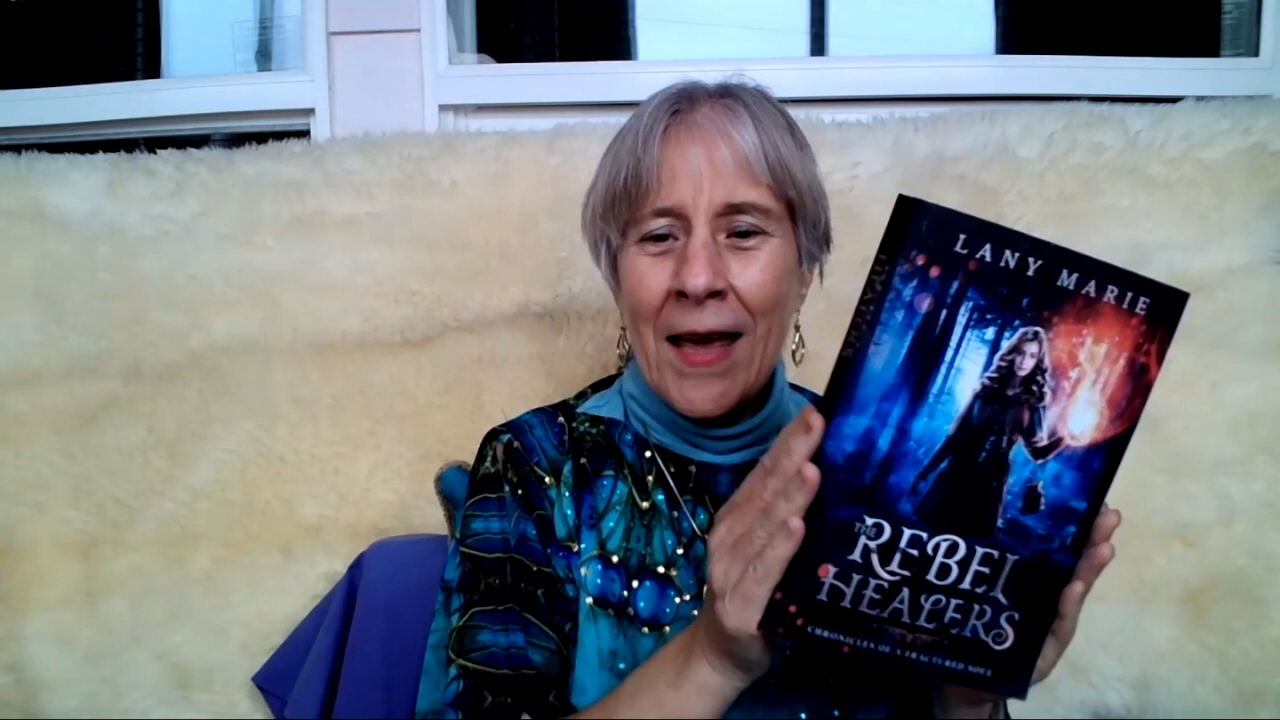 LANY MARIE
THE
REBEL
HEALERS
CHRONICLES OF A FRACTURED SOUL